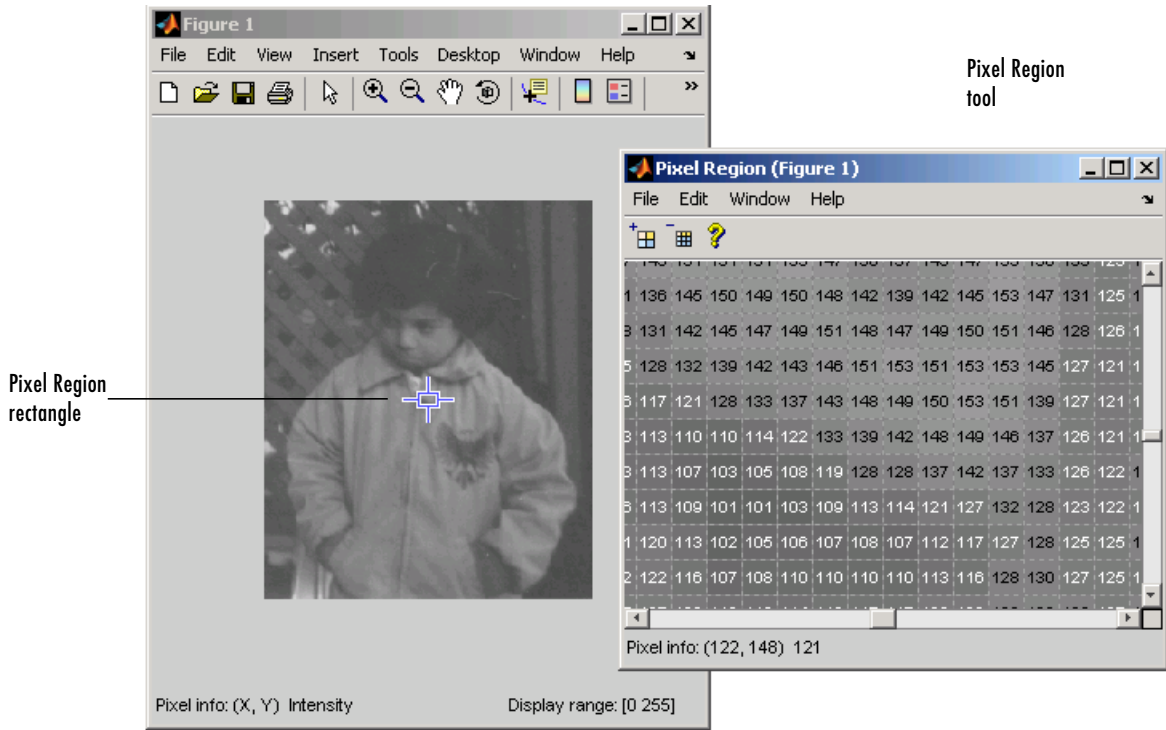 Figure 1
File Edit View Insert Tools Desktop Window Help
»
Pixel Region
tool
Pixel Region (Figure 1)
File Edit Window Help
136 145 150 149 150 148 142 139 142 145 153 147 131 125
131 142 145 147 149 151 148 147 149 150 151 146 128 126
128 132 139 142 143 146 151 153 151 153 153 145 127 121
117 121 128 133 137 143 148 149 150 153 151 139 127 121
113 110 110 114 122 133 139 142 148 149 146 137 126 121
113 107 103 105 108 119 128 128 137 142 137 133 126 122
113 109 101 101 103 109 113 114 121 127 132 128 123 122
120 113 102 105 106 107 108 107 112 117 127 128 125 125
122 116 107 108 110 110 110 110 113 116 128 130 127 125
Pixel info: (122, 148) 121
Pixel Region
rectangle
Pixel info: (X, Y) Intensity
Display range: [0 255]